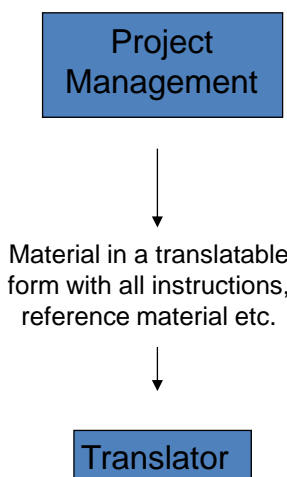 Project
Management
Material in a translatable
form with all instructions,
reference material etc.
Translator